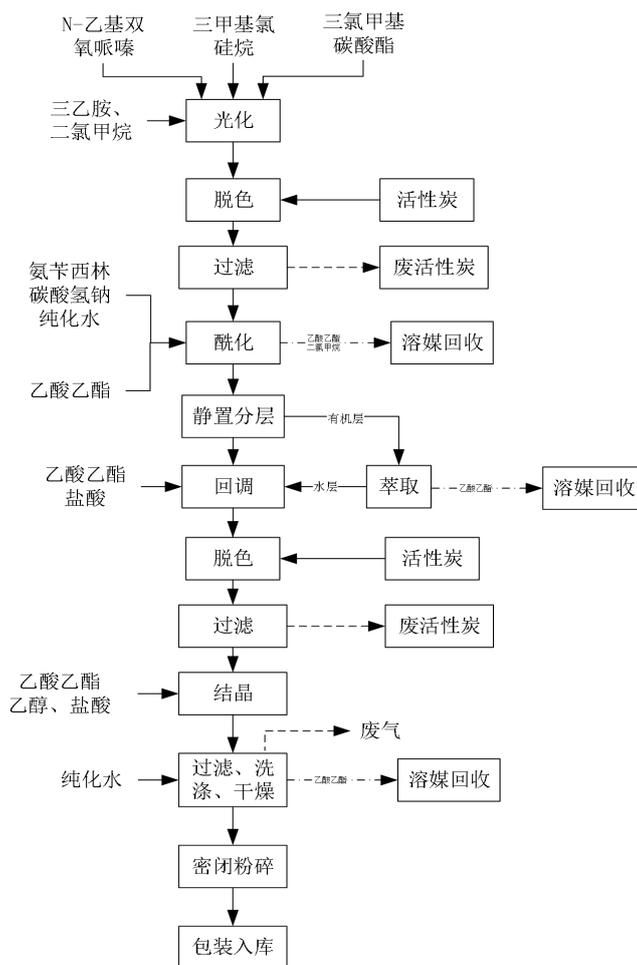 N-乙基双
氧哌嗪
三甲基氯
硅烷
三氯甲基
碳酸酯
三乙胺、
二氯甲烷
光化
脱色
活性炭
过滤
废活性炭
氨苄西林
碳酸氢钠
纯化水
乙酸乙酯
酰化
乙酸乙酯
二氯甲烷
溶媒回收
静置分层
有机层
乙酸乙酯
盐酸
回调
水层
萃取
乙酸乙酯
溶媒回收
脱色
活性炭
过滤
废活性炭
乙酸乙酯
乙醇、盐酸
结晶
废气
纯化水
过滤、洗
涤、干燥
乙酸乙酯
溶媒回收
密闭粉碎
包装入库